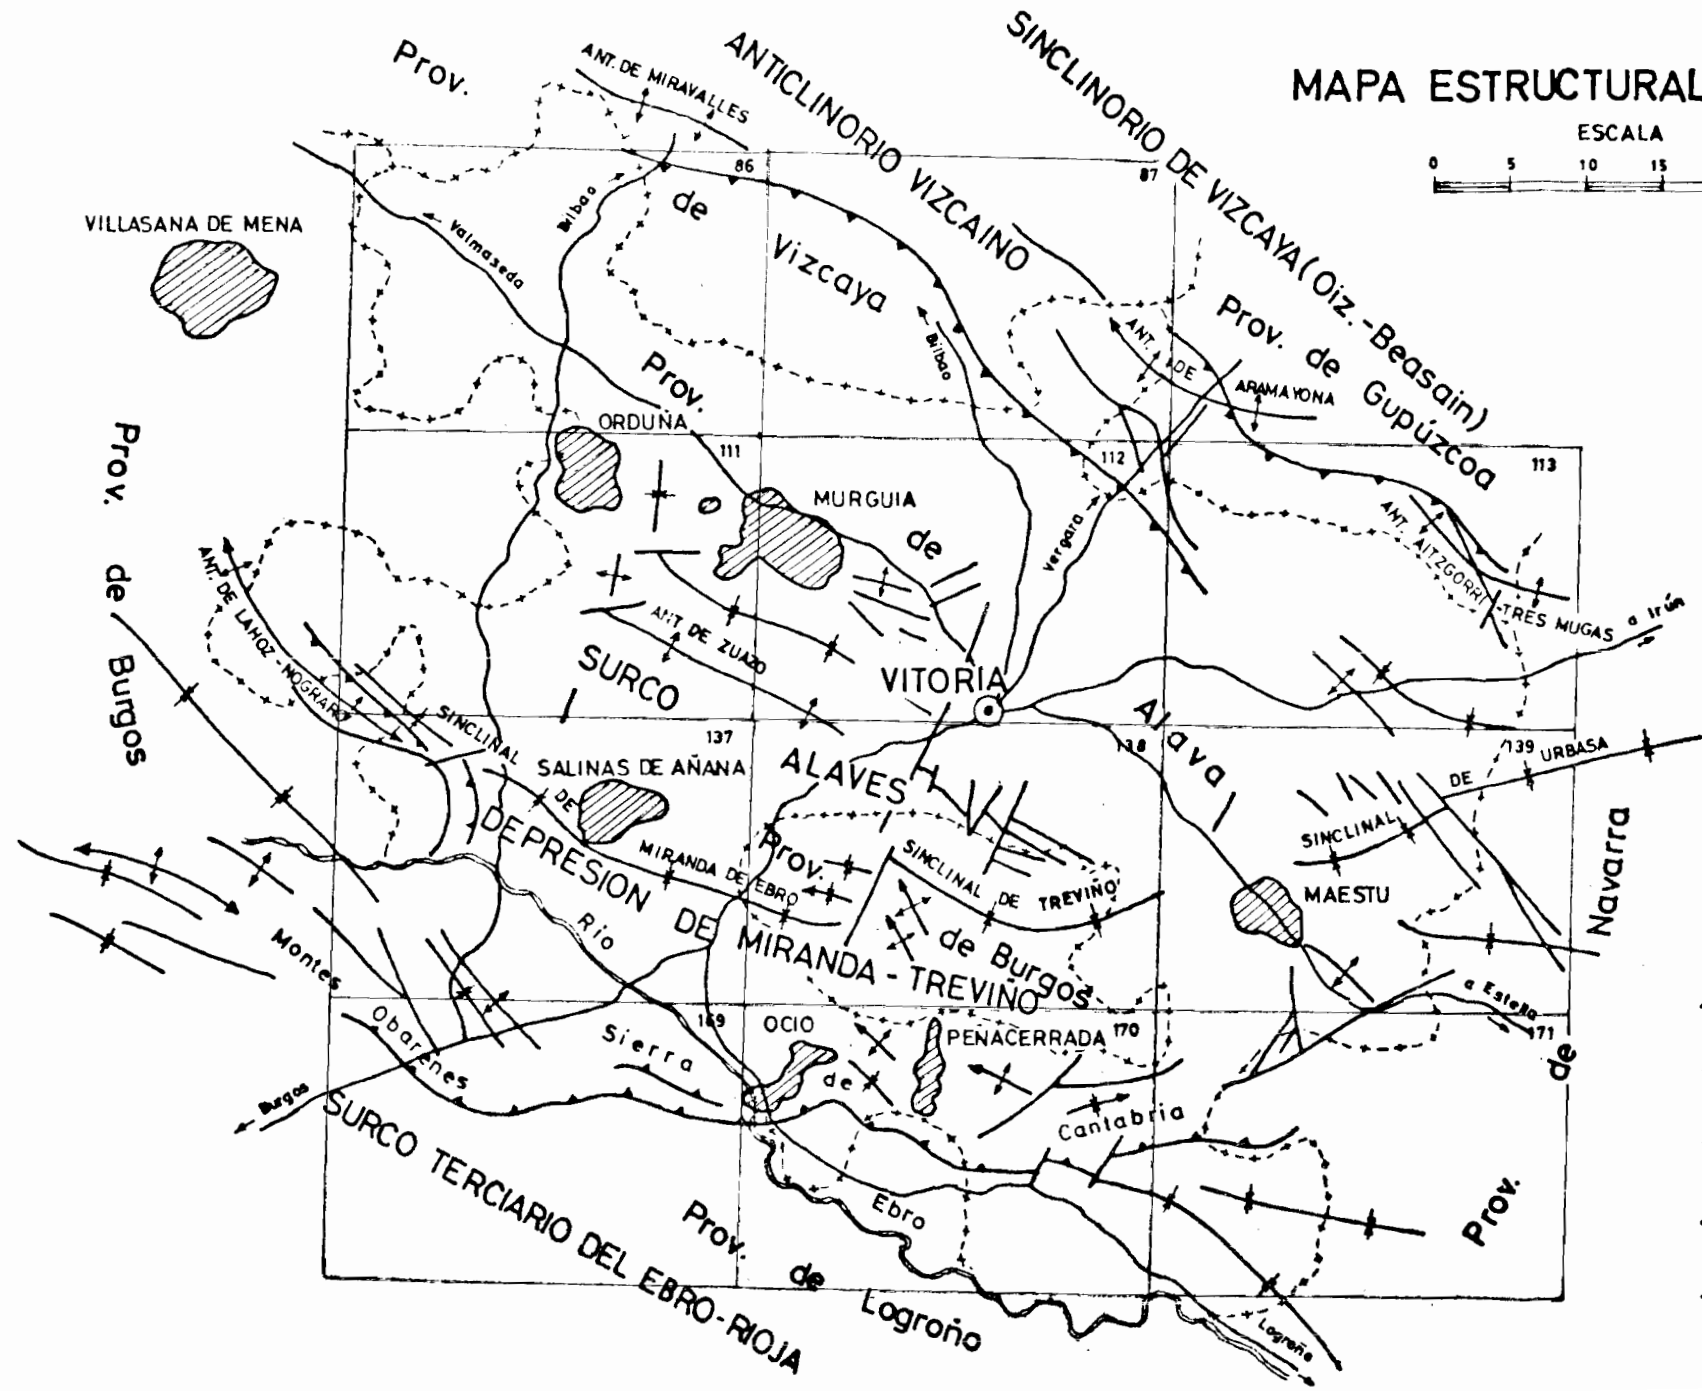 MAPA ESTRUCTURAL
ESCALA
0 5 10 15
SINCLINORIO DE VIZCAYA (Oiz.-Beasain)
ANTICLINORIO VIZCAINO
ANT. DE MIRAVALLES
Prov.
de
Vizcaya
86
87
Bilbao
Valmaseda
VILLASANA DE MENA
Bilbao
Prov. de Gupúzcoa
ANT. DE ARAMAYONA
Prov.
de
Alava
ORDUÑA
111
112
113
MURGUIA
Vergara
ANT. AITZGORRI-TRES MUGAS
a Irún
Prov. de Burgos
ANT. DE LAHOZ-NOGRARO
ANT. DE ZUAZO
SURCO
ALAVES
VITORIA
137
138
139
SINCLINAL DE URBASA
SINCLINAL DE MIRANDA DE EBRO
SALINAS DE AÑANA
DEPRESION DE MIRANDA-TREVIÑO
Prov.
de Burgos
SINCLINAL DE TREVIÑO
MAESTU
Prov. de Navarra
Río
Ebro
Montes
Obarenes
a Estella
169
170
171
OCIO
PEÑACERRADA
Sierra
de
Cantabria
Burgos
SURCO TERCIARIO DEL EBRO-RIOJA
Prov. de Logroño
Logroño